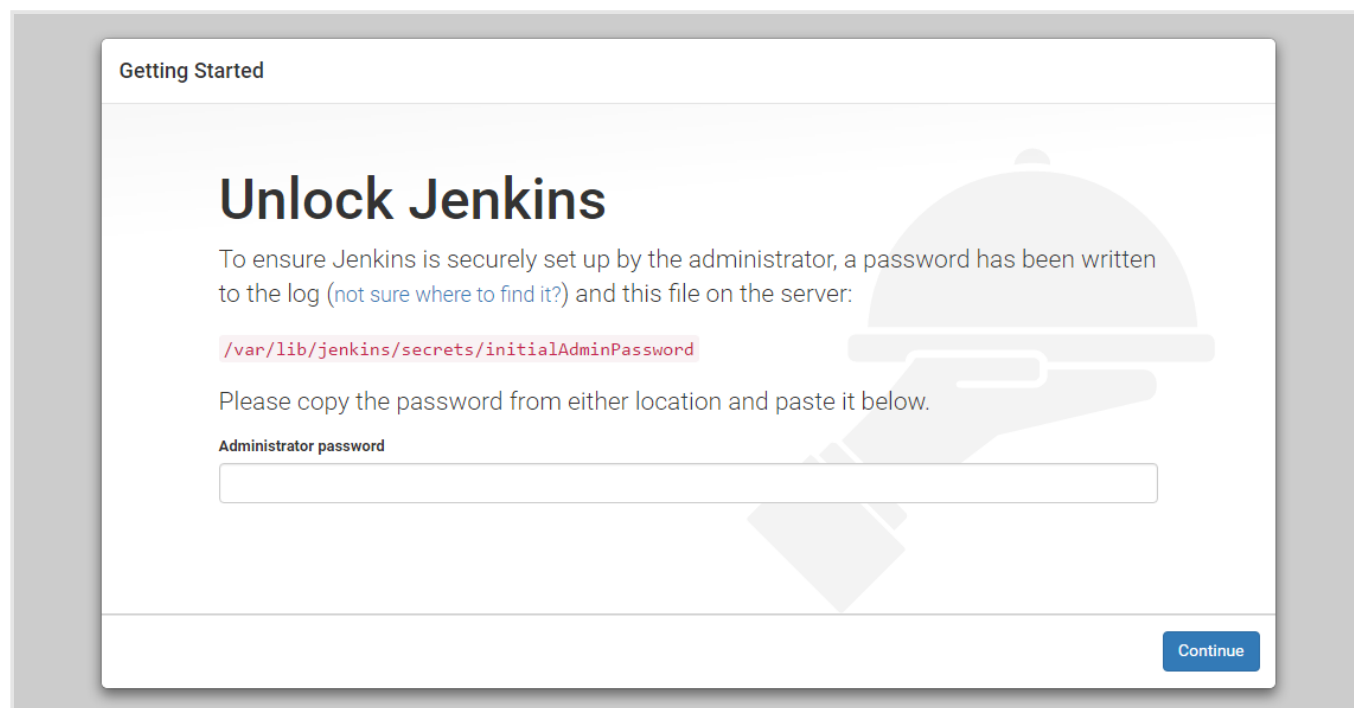 Getting Started
Unlock Jenkins
To ensure Jenkins is securely set up by the administrator, a password has been written
to the log (not sure where to find it?) and this file on the server:
/var/lib/jenkins/secrets/initialAdminPassword
Please copy the password from either location and paste it below.
Administrator password
Continue